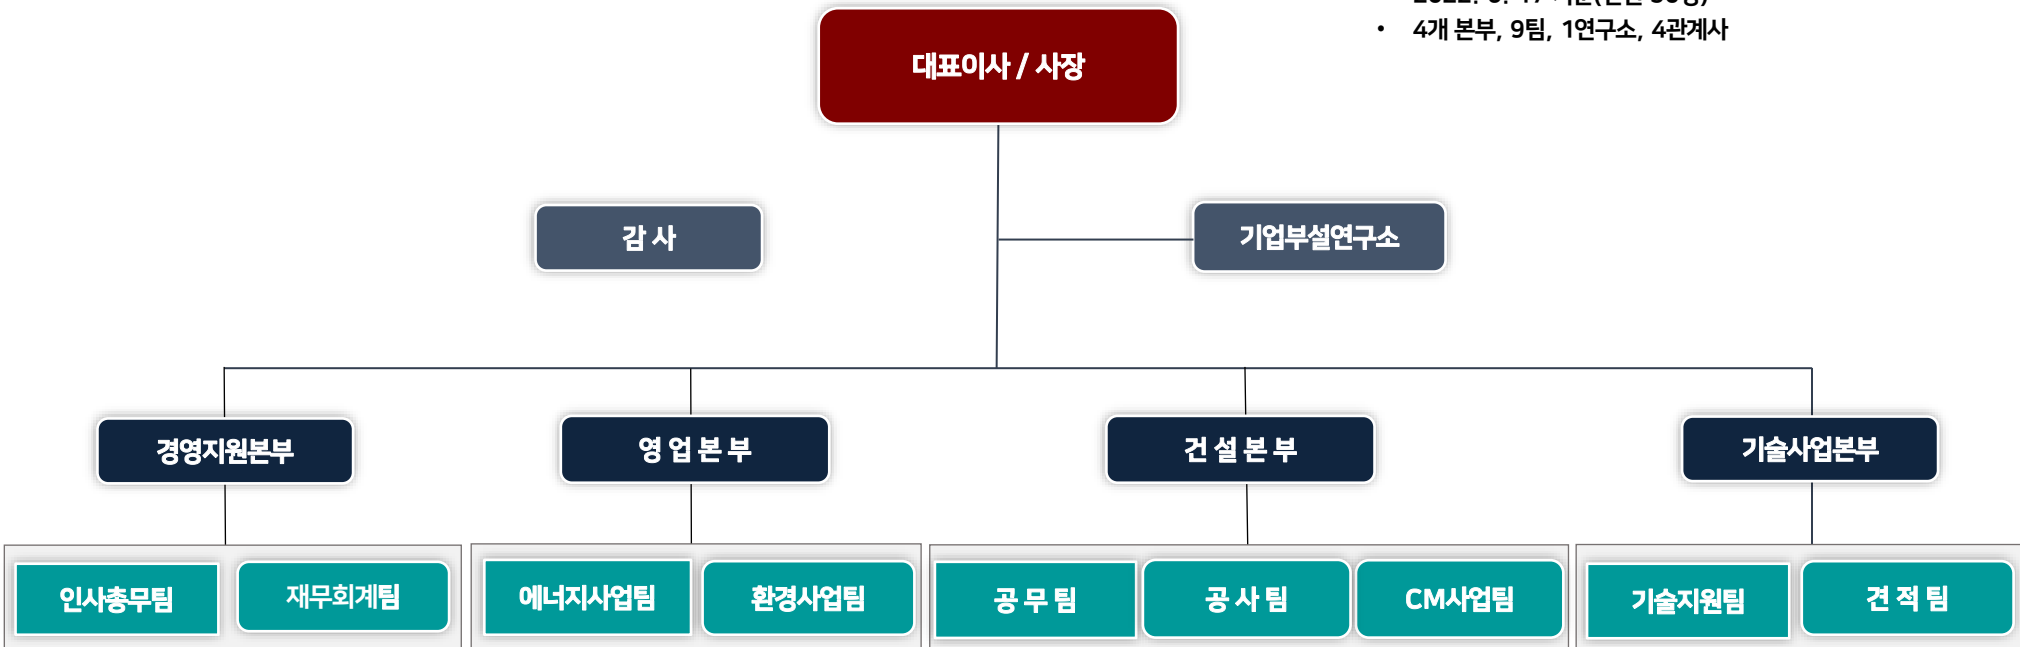 • 4개 본부, 9팀, 1연구소, 4관계사
대표이사 / 사장
감 사
기업부설연구소
경영지원본부
영 업 본 부
건 설 본 부
기술사업본부
인사총무팀
재무회계팀
에너지사업팀
환경사업팀
공 무 팀
공 사 팀
CM사업팀
기술지원팀
견 적 팀